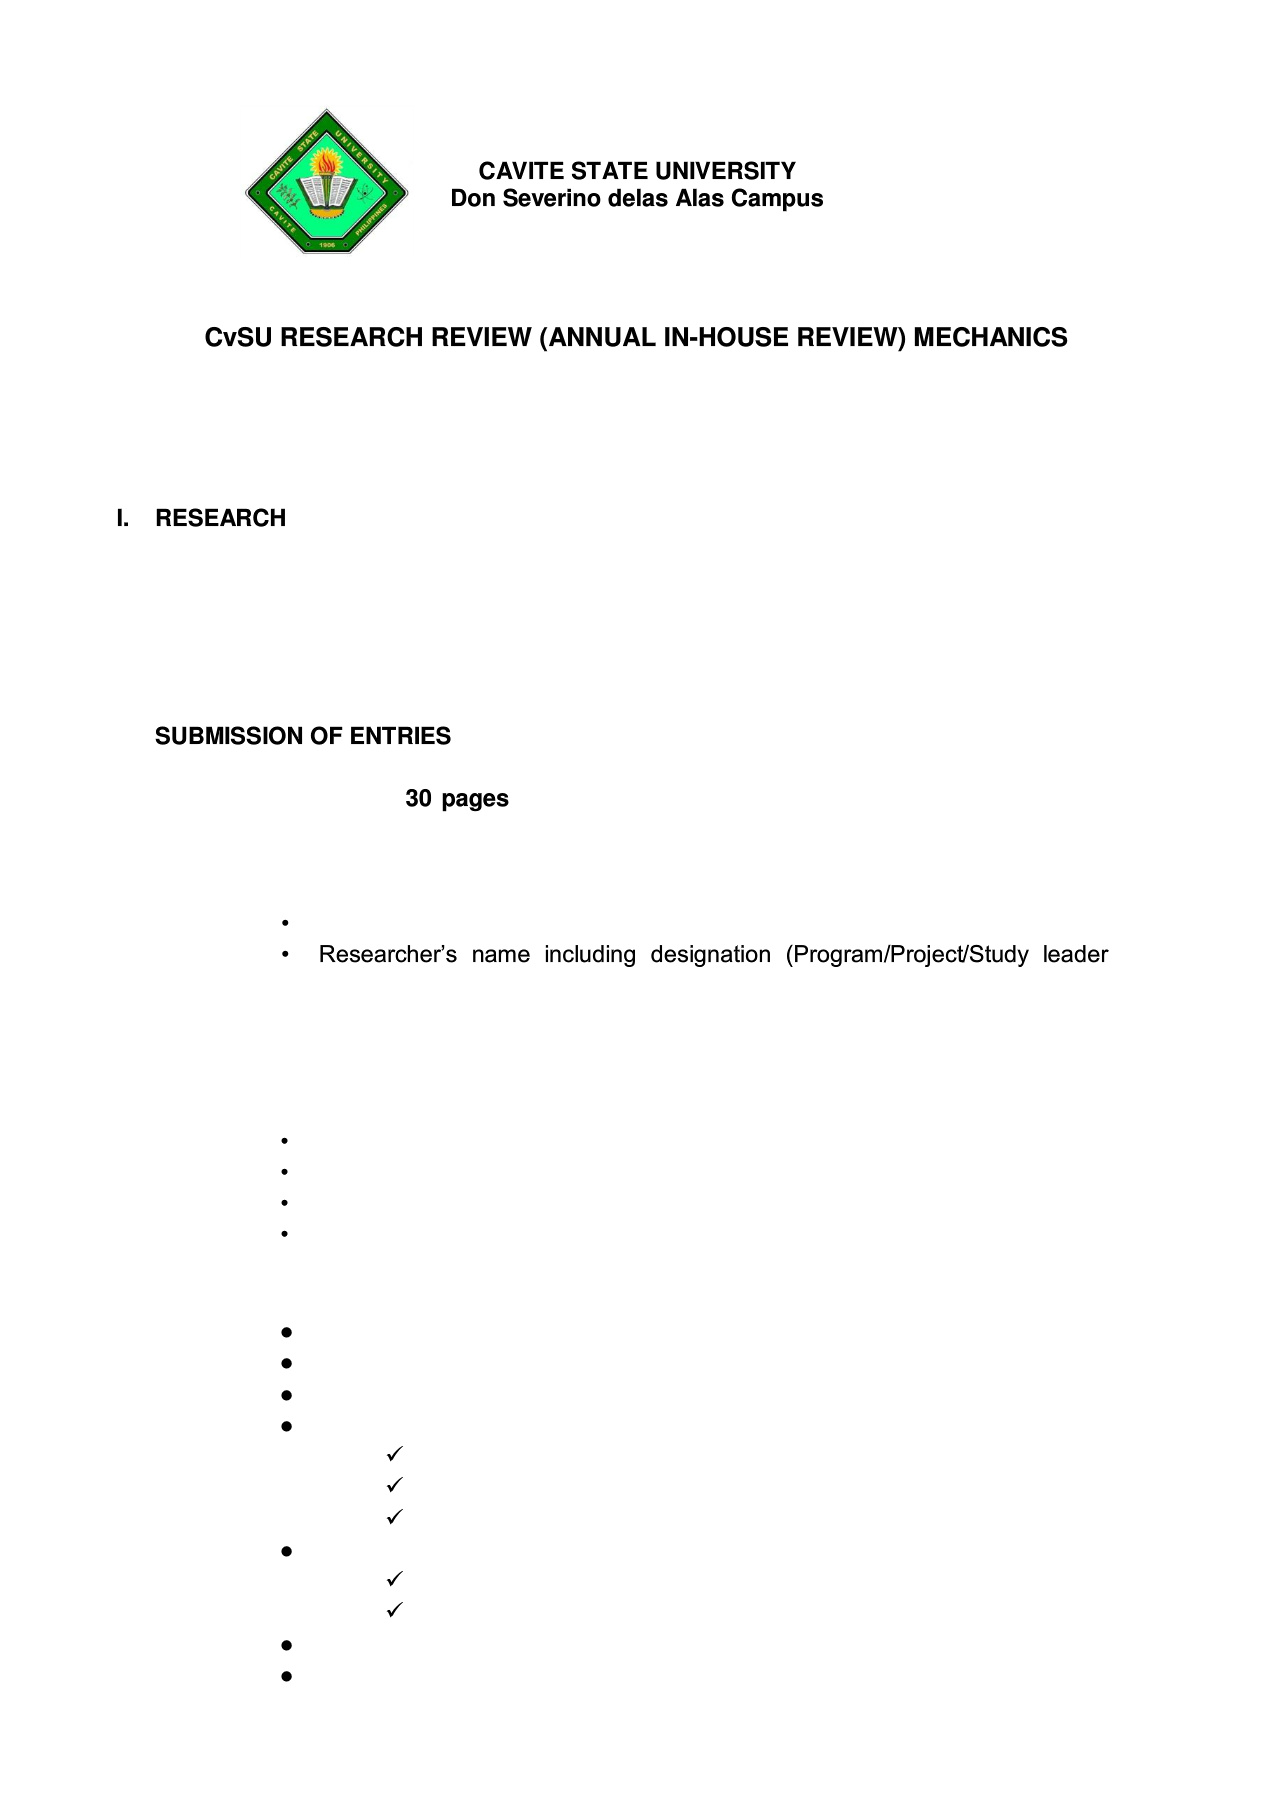 CAVITE STATE UNIVERSITY
CAVITE
PHILIPPINES
1906
CAVITE STATE UNIVERSITY
Don Severino delas Alas Campus
CvSU RESEARCH REVIEW (ANNUAL IN-HOUSE REVIEW) MECHANICS
I. RESEARCH
SUBMISSION OF ENTRIES
30 pages
•
• Researcher’s name including designation (Program/Project/Study leader
•
•
•
•
●
●
●
●
✓
✓
✓
●
✓
✓
●
●